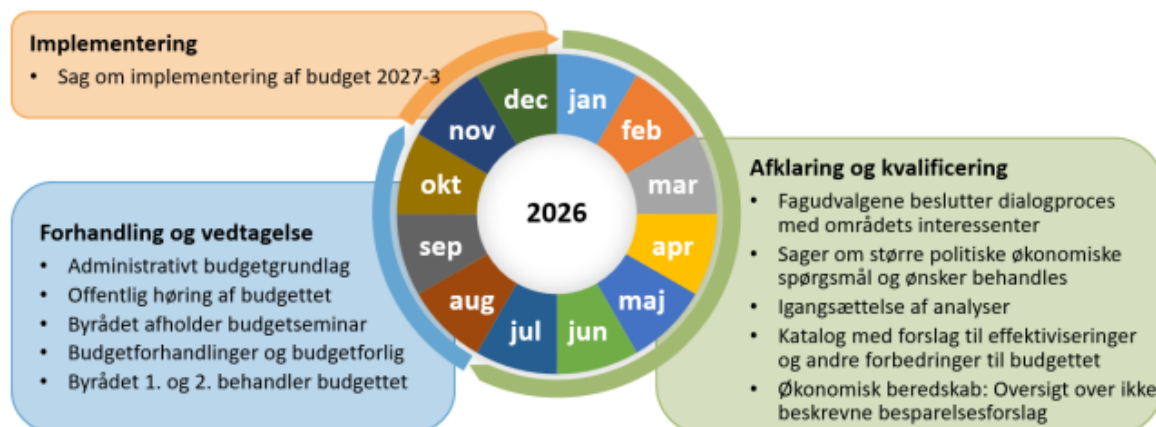 Implementering
• Sag om implementering af budget 2027-3
dec
jan
feb
mar
apr
maj
jun
jul
aug
sep
okt
nov
2026
Forhandling og vedtagelse
• Administrativt budgetgrundlag
• Offentlig høring af budgettet
• Byrådet afholder budgetseminar
• Budgetforhandlinger og budgetforlig
• Byrådet 1. og 2. behandler budgettet
Afklaring og kvalificering
• Fagudvalgene beslutter dialogproces
med områdets interessenter
• Sager om større politiske økonomiske
spørgsmål og ønsker behandles
• Igangsættelse af analyser
• Katalog med forslag til effektiviseringer
og andre forbedringer til budgettet
• Økonomisk beredskab: Oversigt over ikke
beskrevne besparelsesforslag